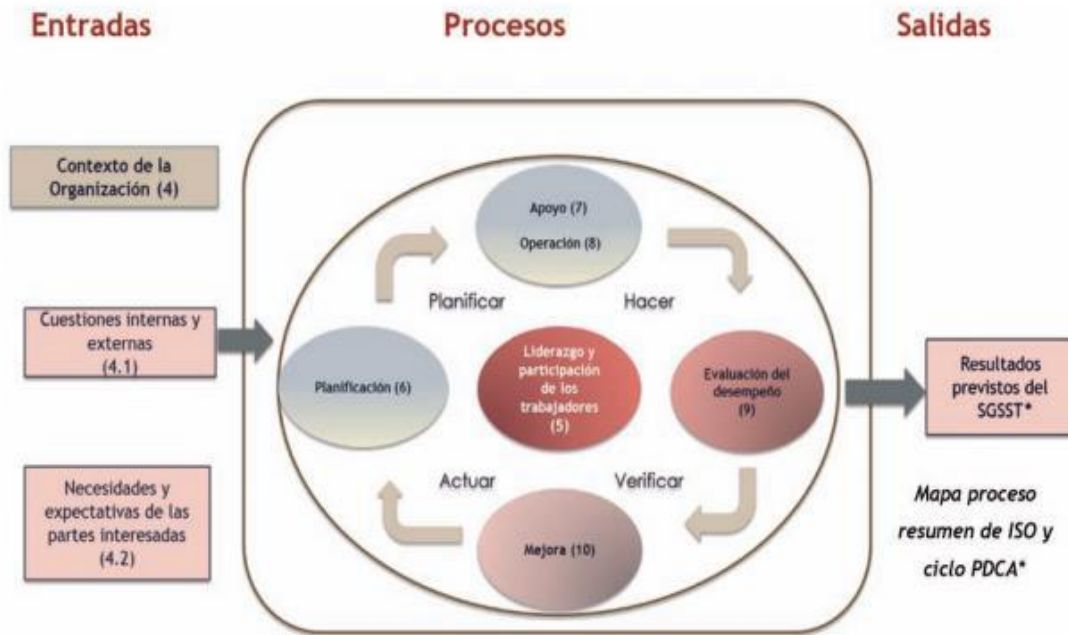 Entradas
Procesos
Salidas
Contexto de la
Organización (4)
Apoyo (7)
Operación (8)
Planificar
Hacer
Cuestiones internas y
externas
(4.1)
Planificación (6)
Liderazgo y
participación
de los
trabajadores
(5)
Evaluación del
desempeño
(9)
Resultados
previstos del
SGSST*
Actuar
Verificar
Necesidades y
expectativas de las
partes interesadas
(4.2)
Mejora (10)
Mapa proceso
resumen de ISO y
ciclo PDCA*